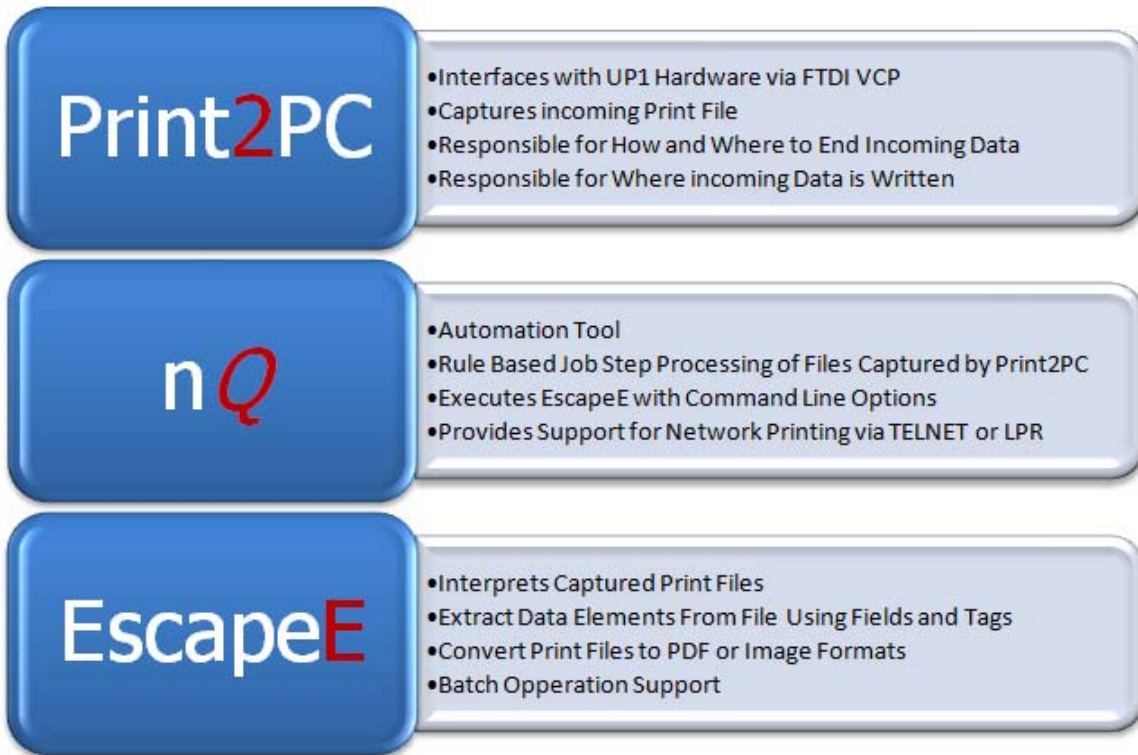 Print2PC
•Interfaces with UP1 Hardware via FTDI VCP
•Captures incoming Print File
•Responsible for How and Where to End Incoming Data
•Responsible for Where incoming Data is Written
nQ
•Automation Tool
•Rule Based Job Step Processing of Files Captured by Print2PC
•Executes EscapeE with Command Line Options
•Provides Support for Network Printing via TELNET or LPR
EscapeE
•Interprets Captured Print Files
•Extract Data Elements From File Using Fields and Tags
•Convert Print Files to PDF or Image Formats
•Batch Opperation Support